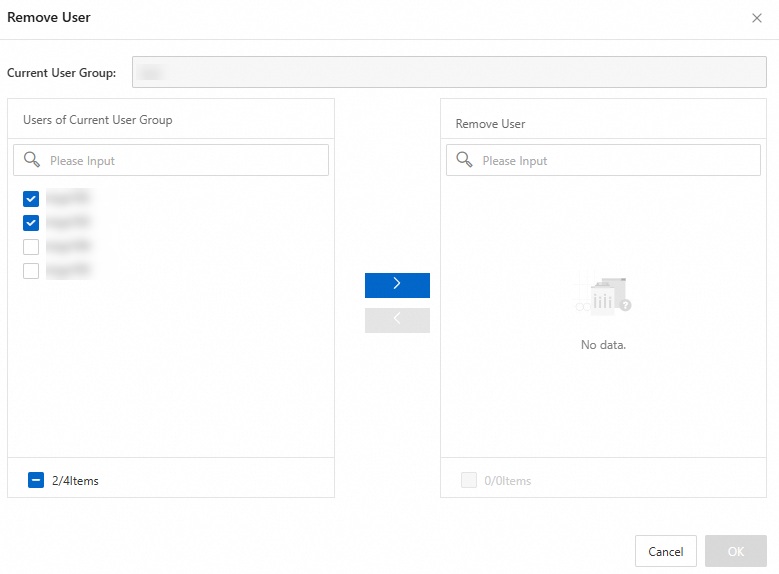 Remove User
Current User Group:
Users of Current User Group
Please Input
2/4Items
Remove User
Please Input
No data.
0/0Items
Cancel
OK